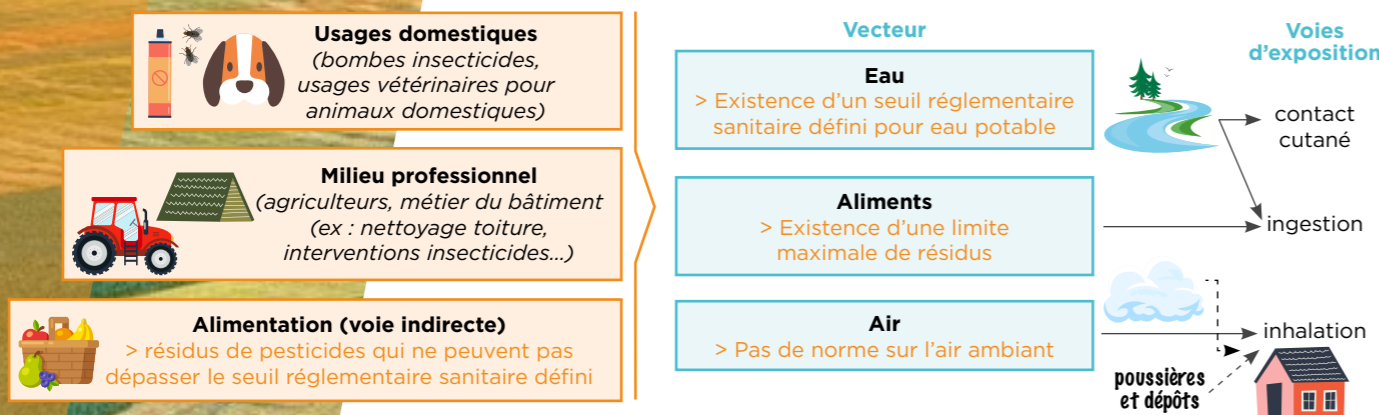 Usages domestiques
(bombes insecticides,
usages vétérinaires pour
animaux domestiques)
Milieu professionnel
(agriculteurs, métier du bâtiment
(ex : nettoyage toiture,
interventions insecticides...)
Alimentation (voie indirecte)
> résidus de pesticides qui ne peuvent pas
dépasser le seuil réglementaire sanitaire défini
Vecteur
Eau
> Existence d’un seuil réglementaire
sanitaire défini pour eau potable
Aliments
> Existence d’une limite
maximale de résidus
Air
> Pas de norme sur l’air ambiant
Voies
d’exposition
contact
cutané
ingestion
inhalation
poussières
et dépôts